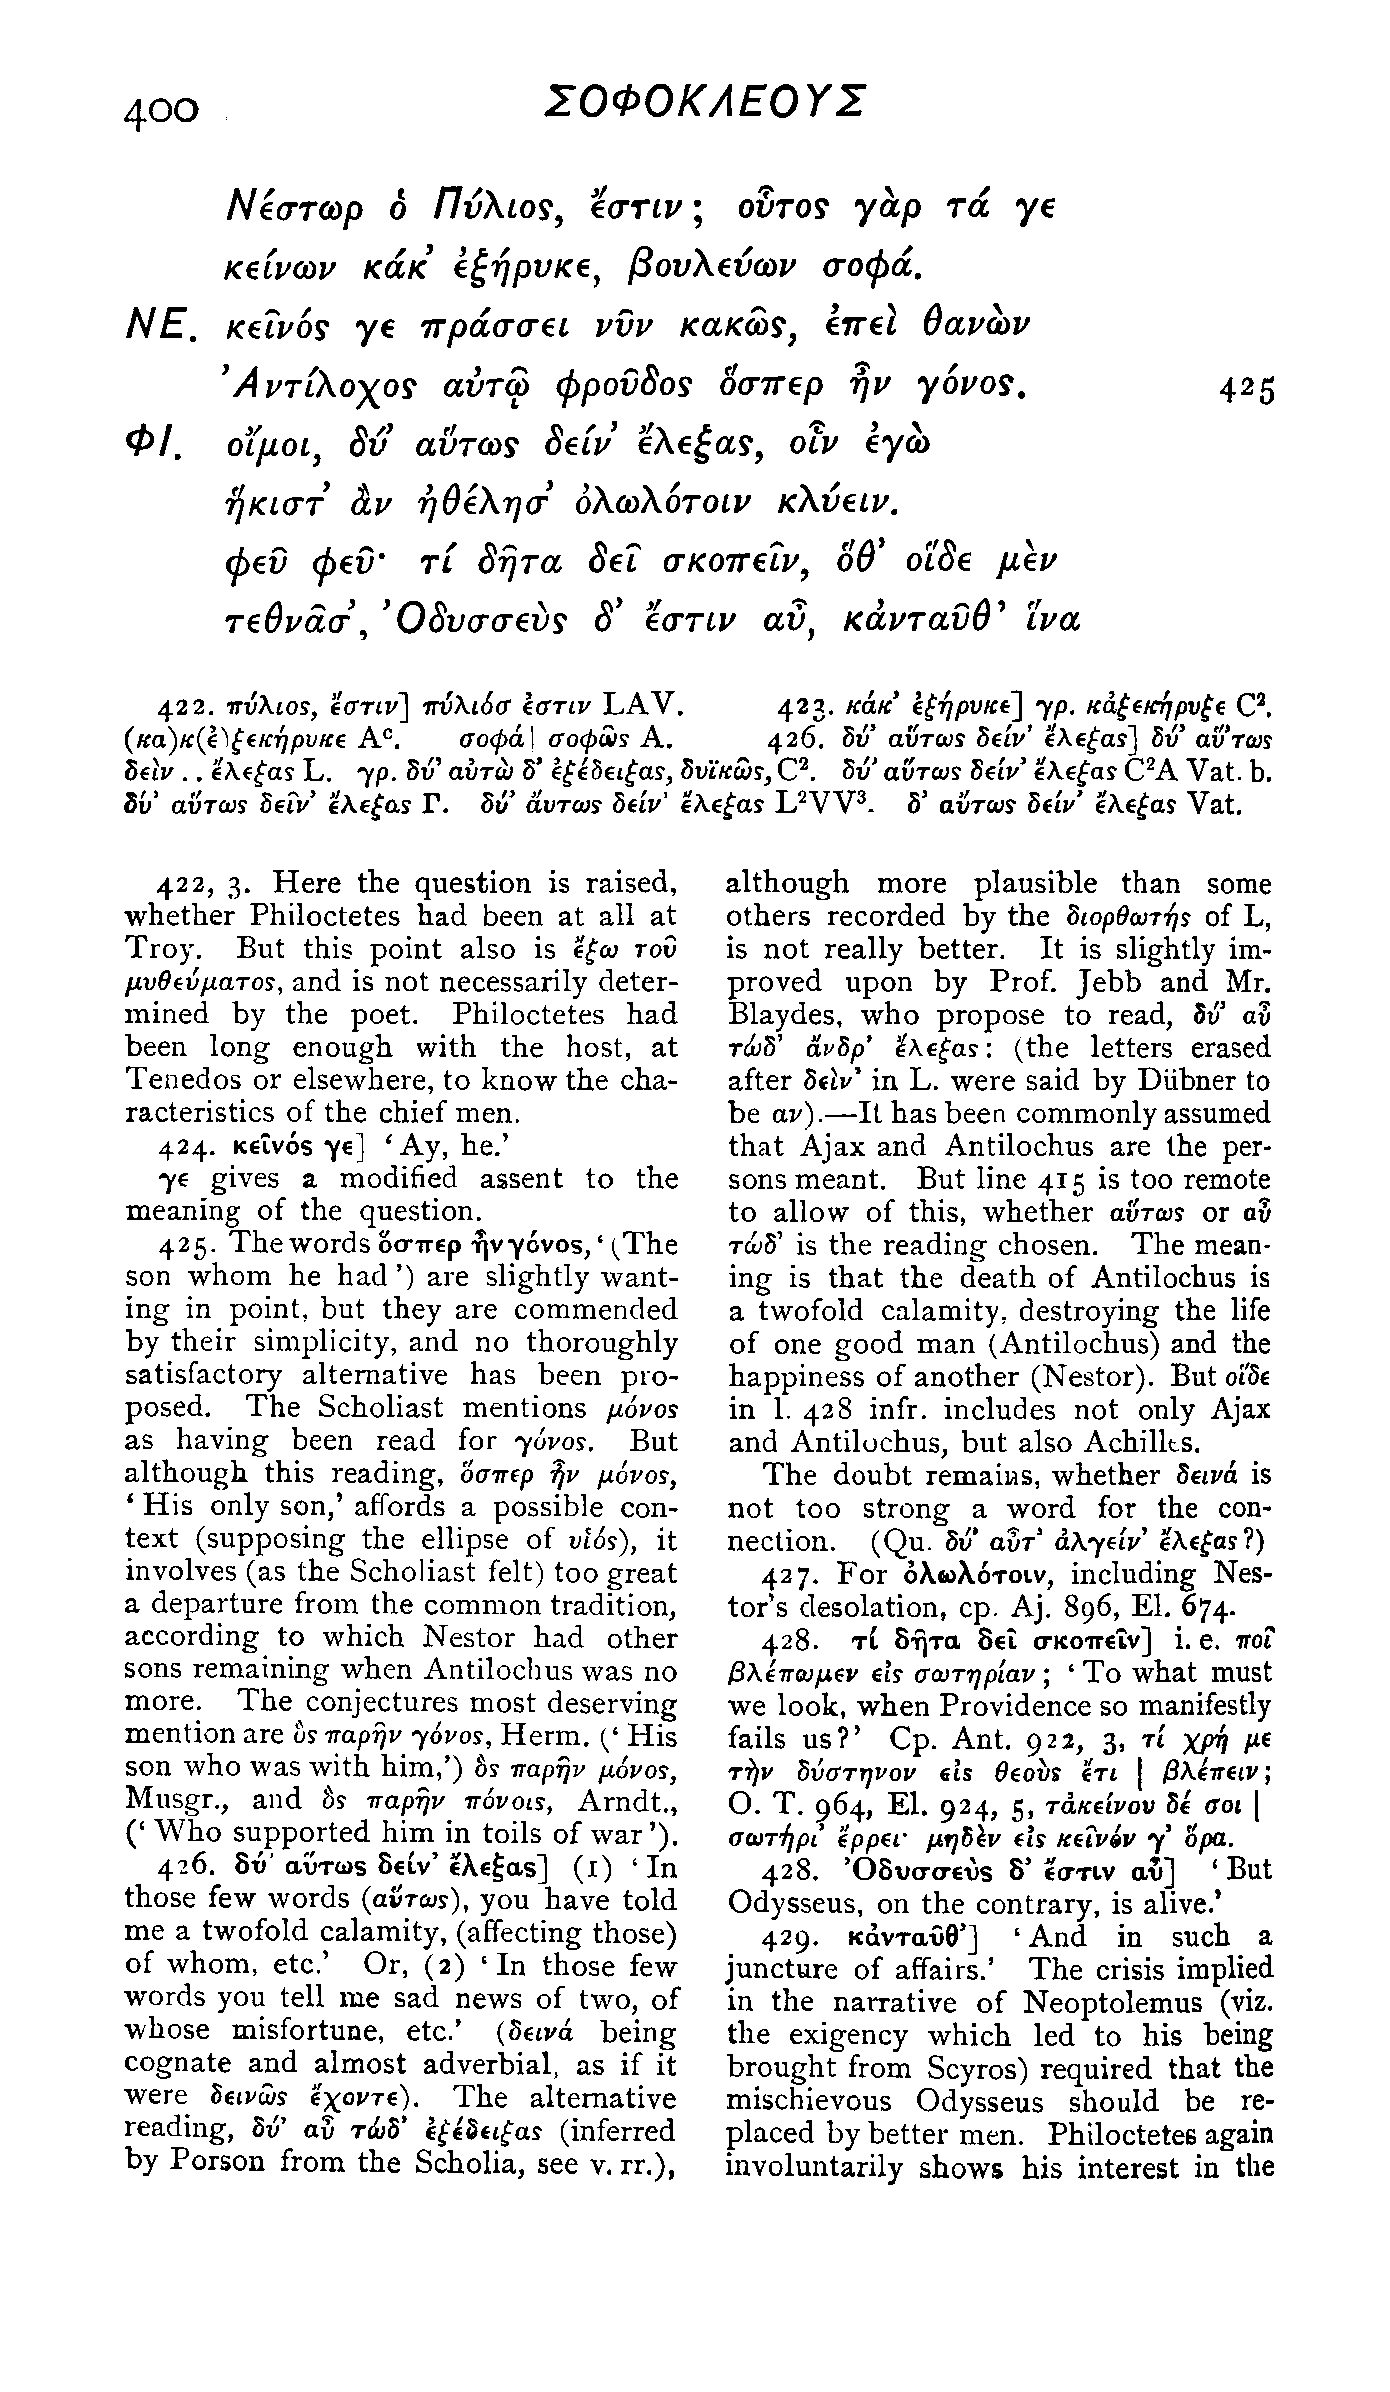 400
ΣΟΦΟΚΛΕΟΥΣ
Νέστωρ ὁ Πύλιος, ἔστιν; οὗτος γὰρ τά γε
κείνων κάκ’ ἐξήρυκε, βουλεύων σοφά.
ΝΕ. κεῖνός γε πράσσει νῦν κακῶς, ἐπεὶ θανὼν
Ἀντίλοχος αὐτῷ φροῦδος ὅσπερ ἦν γόνος. 425
ΦΙ. οἴμοι, δύ’ αὔτως δείν’ ἔλεξας, οἷν ἐγὼ
ἥκιστ’ ἂν ἠθέλησ’ ὀλωλότοιν κλύειν.
φεῦ φεῦ· τί δῆτα δεῖ σκοπεῖν, ὅθ’ οἵδε μὲν
τεθνᾶσ’, Ὀδυσσεὺς δ’ ἔστιν αὖ, κἀνταῦθ’ ἵνα
422. πύλιος, ἔστιν] πύλιόσ ἐστιν LAV. 423. κάκ’ ἐξήρυκε] γρ. κἀξεκήρυξε C².
(κα)κ(ἐ)ξεκήρυκε Aᶜ. σοφά] σοφῶς A. 426. δύ’ αὔτως δείν’ ἔλεξας] δύ’ αὔτως
δεὶν .. ἔλεξας L. γρ. δύ’ αὐτὼ δ’ ἐξέδειξας, δυϊκῶς, C². δύ’ αὔτως δείν’ ἔλεξας C²A Vat. b.
δύ’ αὔτως δεῖν’ ἔλεξας Γ. δύ’ ἄυτως δείν’ ἔλεξας L²VV³. δ’ αὔτως δείν’ ἔλεξας Vat.
422, 3. Here the question is raised,
whether Philoctetes had been at all at
Troy. But this point also is ἔξω τοῦ
μυθεύματος, and is not necessarily deter-
mined by the poet. Philoctetes had
been long enough with the host, at
Tenedos or elsewhere, to know the cha-
racteristics of the chief men.
424. κεῖνός γε] ‘Ay, he.’
γε gives a modified assent to the
meaning of the question.
425. The words ὅσπερ ἦν γόνος, ‘(The
son whom he had’) are slightly want-
ing in point, but they are commended
by their simplicity, and no thoroughly
satisfactory alternative has been pro-
posed. The Scholiast mentions μόνος
as having been read for γόνος. But
although this reading, ὅσπερ ἦν μόνος,
‘His only son,’ affords a possible con-
text (supposing the ellipse of υἱός), it
involves (as the Scholiast felt) too great
a departure from the common tradition,
according to which Nestor had other
sons remaining when Antilochus was no
more. The conjectures most deserving
mention are ὃς παρῆν γόνος, Herm. (‘His
son who was with him,’) ὃς παρῆν μόνος,
Musgr., and ὃς παρῆν πόνοις, Arndt.,
(‘Who supported him in toils of war’).
426. δύ’ αὔτως δείν’ ἔλεξας] (1) ‘In
those few words (αὔτως), you have told
me a twofold calamity, (affecting those)
of whom, etc.’ Or, (2) ‘In those few
words you tell me sad news of two, of
whose misfortune, etc.’ (δεινά being
cognate and almost adverbial, as if it
were δεινῶς ἔχοντε). The alternative
reading, δύ’ αὖ τώδ’ ἐξέδειξας (inferred
by Porson from the Scholia, see v. rr.),
although more plausible than some
others recorded by the διορθωτής of L,
is not really better. It is slightly im-
proved upon by Prof. Jebb and Mr.
Blaydes, who propose to read, δύ’ αὖ
τώδ’ ἄνδρ’ ἔλεξας: (the letters erased
after δεὶν’ in L. were said by Dübner to
be αν).—It has been commonly assumed
that Ajax and Antilochus are the per-
sons meant. But line 415 is too remote
to allow of this, whether αὔτως or αὖ
τώδ’ is the reading chosen. The mean-
ing is that the death of Antilochus is
a twofold calamity, destroying the life
of one good man (Antilochus) and the
happiness of another (Nestor). But οἵδε
in l. 428 infr. includes not only Ajax
and Antilochus, but also Achilles.
The doubt remains, whether δεινά is
not too strong a word for the con-
nection. (Qu. δύ’ αὖτ’ ἀλγείν’ ἔλεξας?)
427. For ὀλωλότοιν, including Nes-
tor’s desolation, cp. Aj. 896, El. 674.
428. τί δῆτα δεῖ σκοπεῖν] i. e. ποῖ
βλέπωμεν εἰς σωτηρίαν; ‘To what must
we look, when Providence so manifestly
fails us?’ Cp. Ant. 922, 3, τί χρή με
τὴν δύστηνον εἰς θεοὺς ἔτι | βλέπειν;
O. T. 964, El. 924, 5, τἀκείνου δέ σοι |
σωτήρι’ ἔρρει· μηδὲν εἰς κεῖνόν γ’ ὅρα.
428. Ὀδυσσεὺς δ’ ἔστιν αὖ] ‘But
Odysseus, on the contrary, is alive.’
429. κἀνταῦθ’] ‘And in such a
juncture of affairs.’ The crisis implied
in the narrative of Neoptolemus (viz.
the exigency which led to his being
brought from Scyros) required that the
mischievous Odysseus should be re-
placed by better men. Philoctetes again
involuntarily shows his interest in the